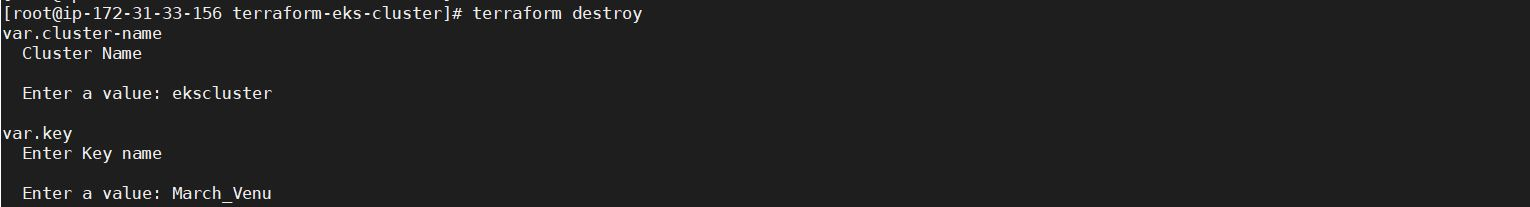 [root@ip-172-31-33-156 terraform-eks-cluster]# terraform destroy
var.cluster-name
  Cluster Name
  Enter a value: ekscluster
var.key
  Enter Key name
  Enter a value: March_Venu